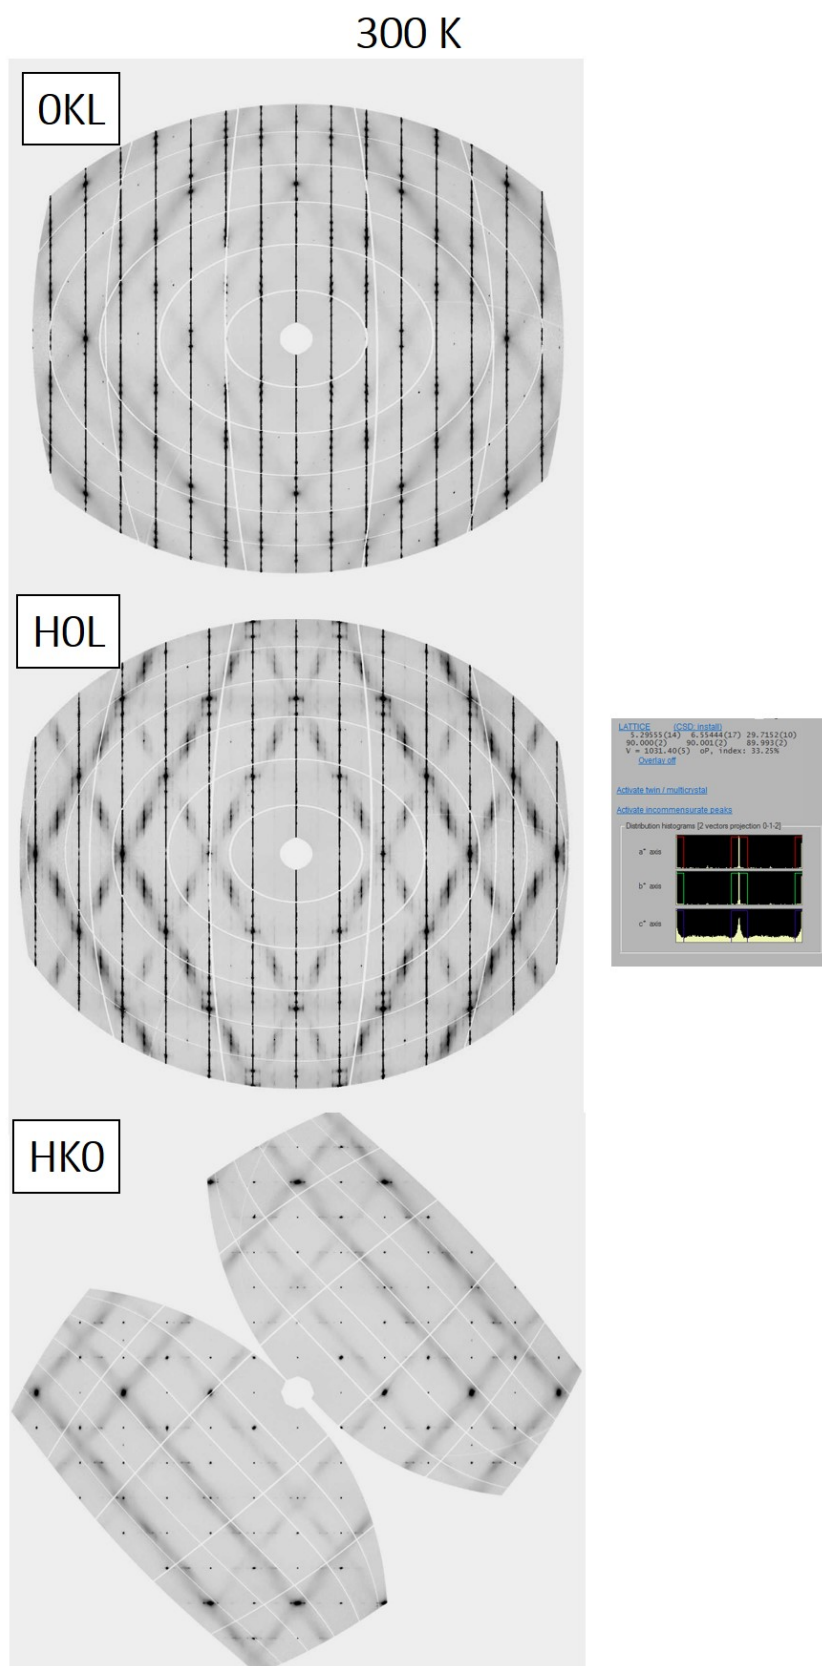 300 K
0KL
H0L
LATTICE (CSD: install)
5.29555(14) 6.55444(17) 29.7152(10)
90.000(2) 90.001(2) 89.993(2)
V = 1031.40(5) oP, index: 33.25%
Overlay off
Activate twin / multicrystal
Activate incommensurate peaks
Distribution histograms [2 vectors projection 0-1-2]
a* axis
b* axis
c* axis
HK0